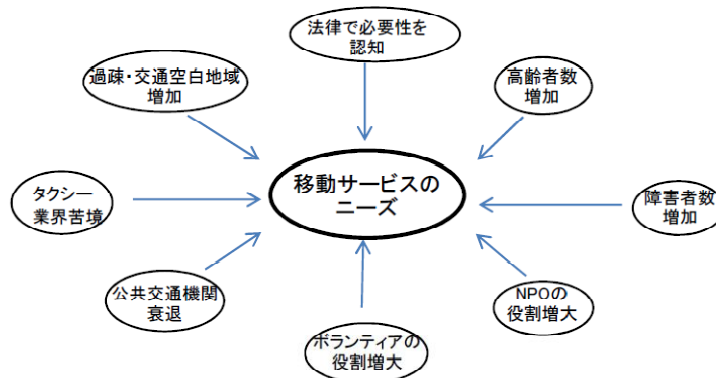 法律で必要性を
認知
過疎・交通空白地域
増加
高齢者数
増加
移動サービスの
ニーズ
タクシー
業界苦境
障害者数
増加
公共交通機関
衰退
NPOの
役割増大
ボランティアの
役割増大